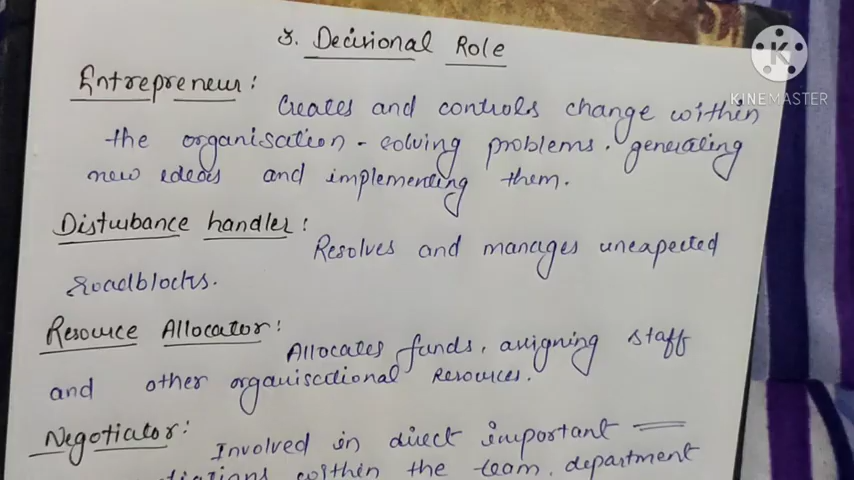 3. Decisional Role
Entrepreneur:
Creates and controls change within
the organisation - solving problems. generating
new ideas and implementing them.
Disturbance handler:
Resolves and manages unexpected
roadblocks.
Resource Allocator:
Allocates funds, assigning staff
and other organisational Resources.
Negotiator:
Involved in direct important
within the team, department
K
KINEMASTER